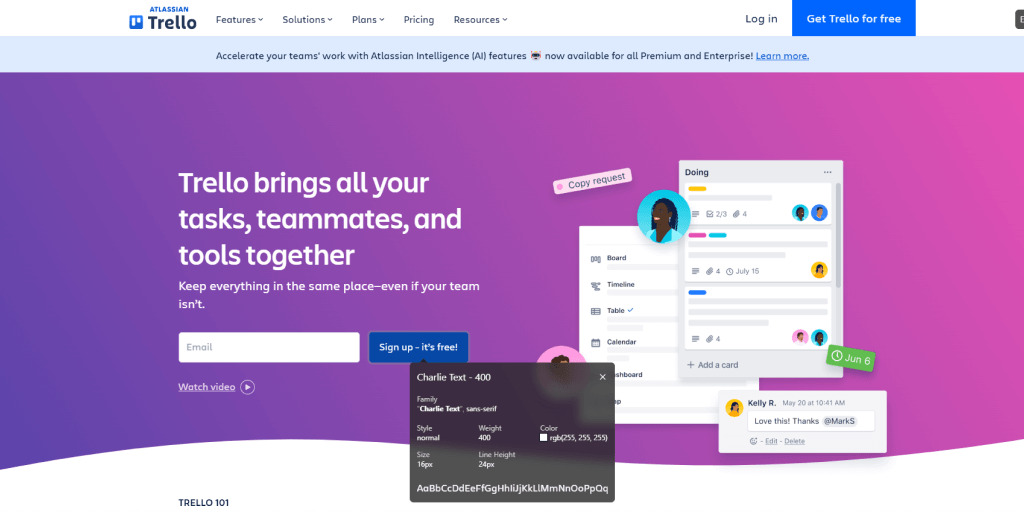 ATLASSIAN
Trello
Features
Solutions
Plans
Pricing
Resources
Log in
Get Trello for free
Accelerate your teams' work with Atlassian Intelligence (AI) features now available for all Premium and Enterprise! Learn more.
Trello brings all your
tasks, teammates, and
tools together
Keep everything in the same place—even if your team
isn't.
Email
Sign up - it's free!
Watch video
Copy request
Board
Timeline
Table
Calendar
Doing
2/3
4
4
July 15
4
+ Add a card
Jun 6
Kelly R. May 20 at 10:41 AM
Love this! Thanks @MarkS
- Edit - Delete
Charlie Text - 400
Family
"Charlie Text", sans-serif
Style Weight Color
normal 400 rgb(255, 255, 255)
Size Line Height
16px 24px
AaBbCcDdEeFfGgHhIiJjKkLlMmNnOoPpQq
TRELLO 101